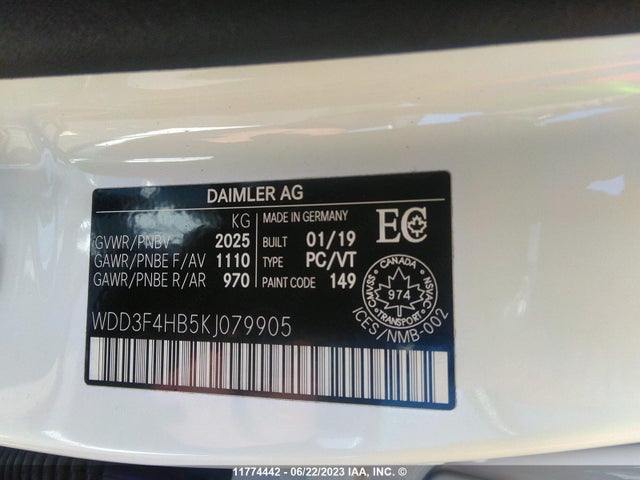 DAIMLER AG
KG MADE IN GERMANY
GVWR/PNBV 2025 BUILT 01/19
GAWR/PNBE F/AV 1110 TYPE PC/VT
GAWR/PNBE R/AR 970 PAINT CODE 149
EC
CANADA
974
TRANSPORT
CMVSS
NSVAC
WDD3F4HB5KJ079905
ICES/NMB-002
11774442 - 06/22/2023 IAA, INC. ©